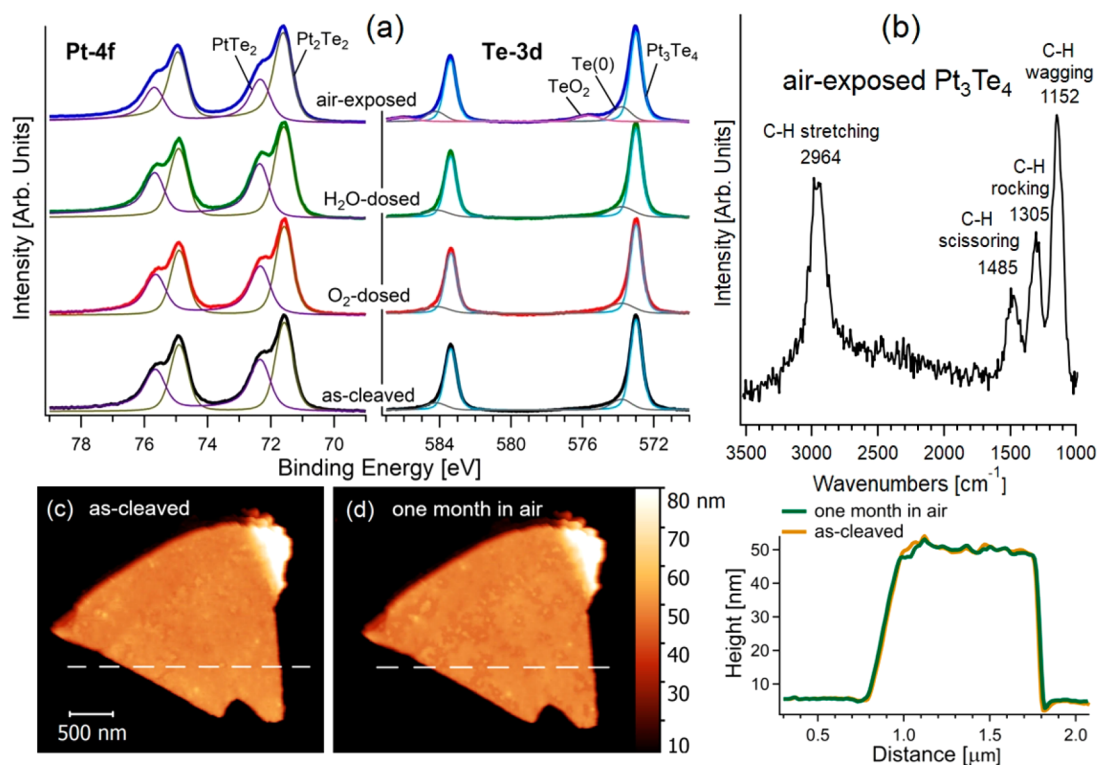 (a)
Pt-4f
PtTe₂
Pt₂Te₂
Te-3d
TeO₂
Te(0)
Pt₃Te₄
air-exposed
H₂O-dosed
O₂-dosed
as-cleaved
Intensity [Arb. Units]
78 76 74 72 70
584 580 576 572
Binding Energy [eV]
(b)
air-exposed Pt₃Te₄
C-H
wagging
1152
C-H stretching
2964
C-H
rocking
1305
C-H
scissoring
1485
Intensity [Arb. Units]
3500 3000 2500 2000 1500 1000
Wavenumbers [cm⁻¹]
(c) as-cleaved
500 nm
(d) one month in air
80 nm
70
60
50
40
30
20
10
one month in air
as-cleaved
Height [nm]
50
40
30
20
10
0.5 1.0 1.5 2.0
Distance [μm]